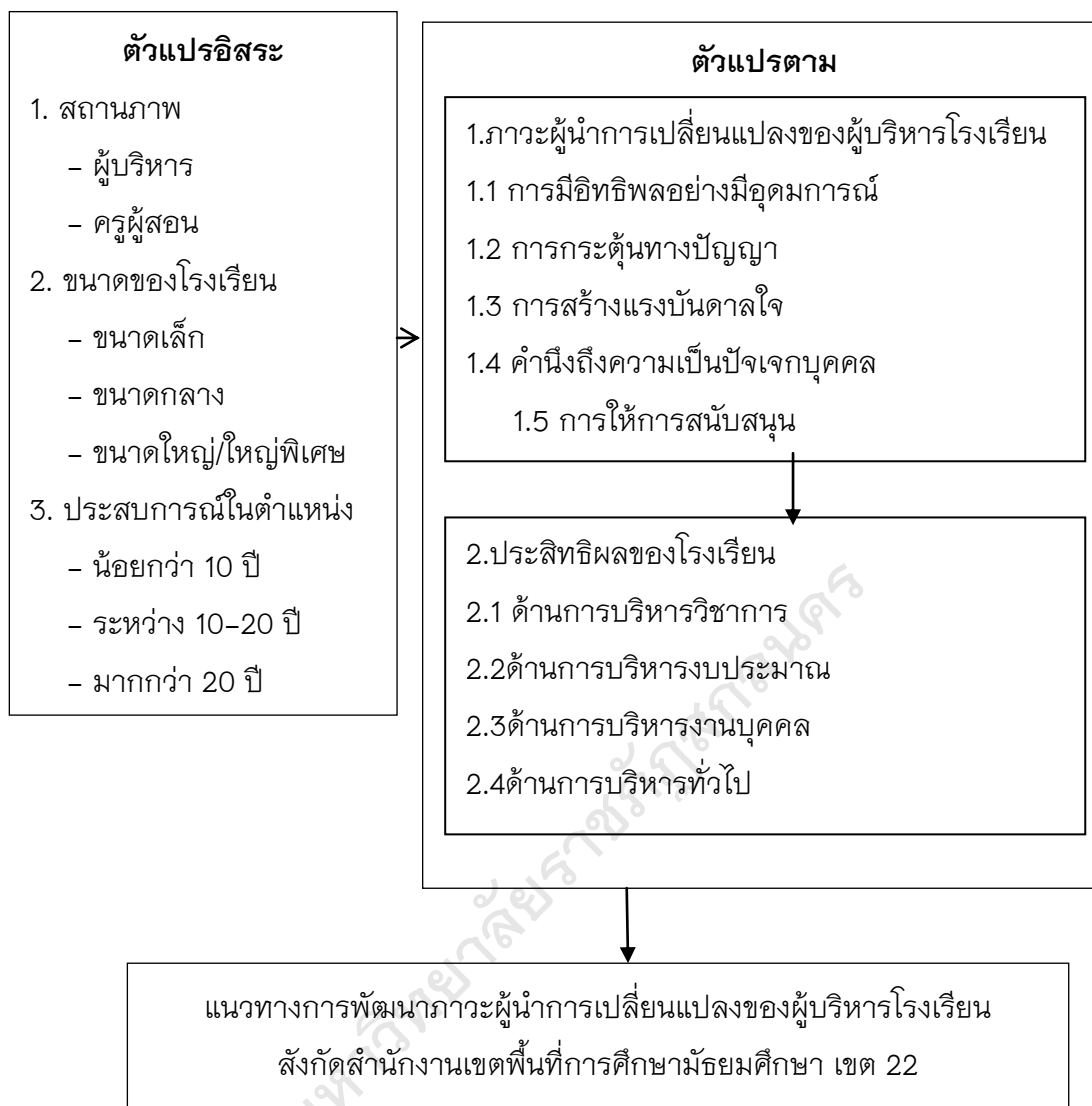 ตัวแปรอิสระ
1. สถานภาพ
– ผู้บริหาร
– ครูผู้สอน
2. ขนาดของโรงเรียน
– ขนาดเล็ก
– ขนาดกลาง
– ขนาดใหญ่/ใหญ่พิเศษ
3. ประสบการณ์ในตำแหน่ง
– น้อยกว่า 10 ปี
– ระหว่าง 10–20 ปี
– มากกว่า 20 ปี
ตัวแปรตาม
1.ภาวะผู้นำการเปลี่ยนแปลงของผู้บริหารโรงเรียน
1.1 การมีอิทธิพลอย่างมีอุดมการณ์
1.2 การกระตุ้นทางปัญญา
1.3 การสร้างแรงบันดาลใจ
1.4 คำนึงถึงความเป็นปัจเจกบุคคล
1.5 การให้การสนับสนุน
2.ประสิทธิผลของโรงเรียน
2.1 ด้านการบริหารวิชาการ
2.2ด้านการบริหารงบประมาณ
2.3ด้านการบริหารงานบุคคล
2.4ด้านการบริหารทั่วไป
แนวทางการพัฒนาภาวะผู้นำการเปลี่ยนแปลงของผู้บริหารโรงเรียน
สังกัดสำนักงานเขตพื้นที่การศึกษามัธยมศึกษา เขต 22
หาวิทยาลัยราชภัฏสกลนคร